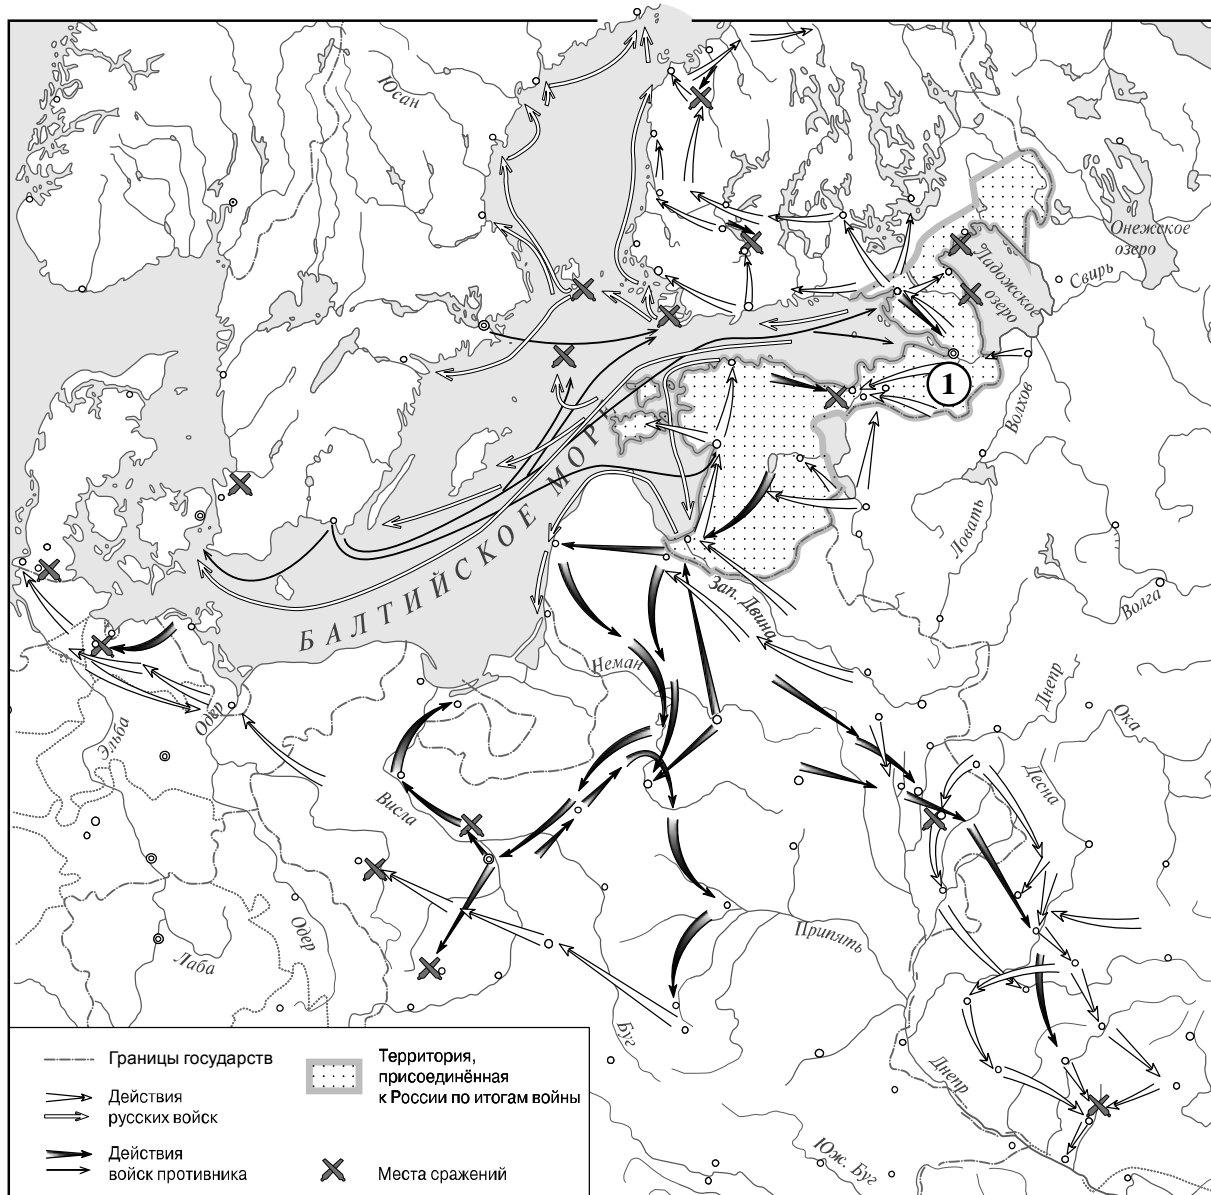 Юсан
Онежское
озеро
Свирь
Ладожское
озеро
1
Волхов
БАЛТИЙСКОЕ МОРЕ
Ловать
Волга
Зап. Двина
Неман
Днепр
Ока
Десна
Эльба
Одер
Висла
Одер
Лаба
Припять
Буг
Днепр
Юж. Буг
Границы государств
Действия
русских войск
Действия
войск противника
Территория,
присоединённая
к России по итогам войны
Места сражений